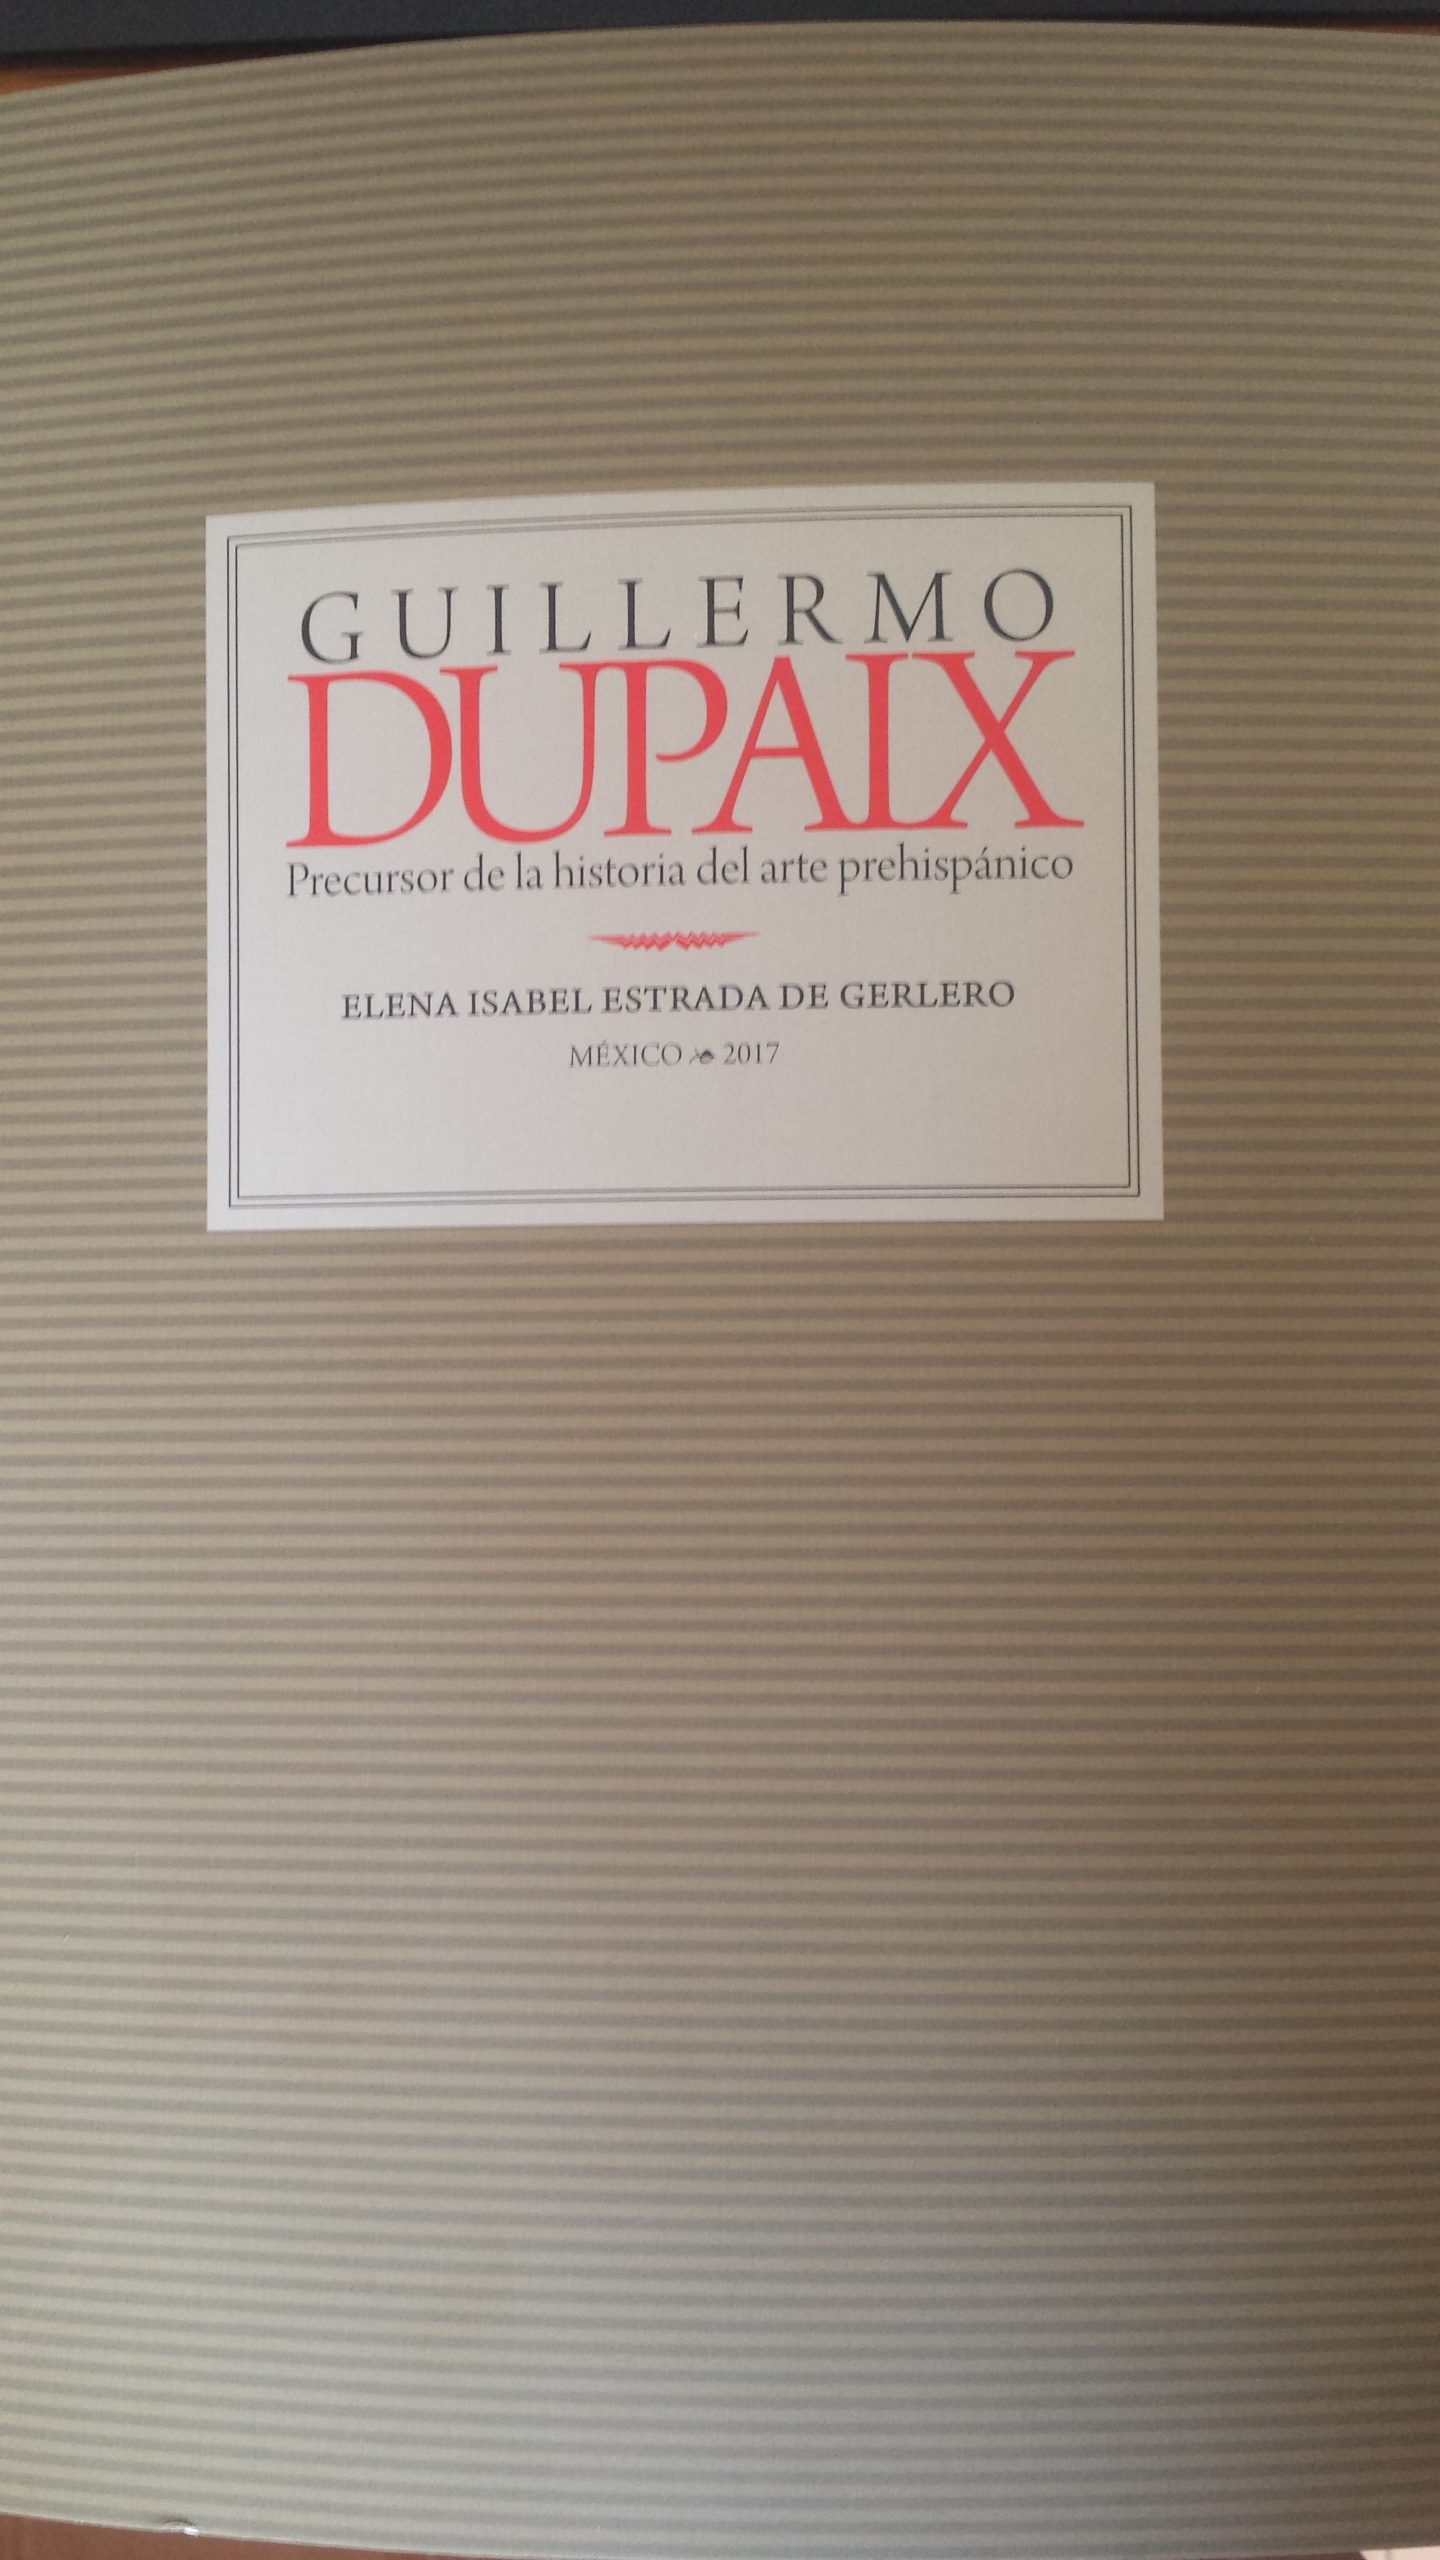 GUILLERMO
DUPAIX
Precursor de la historia del arte prehispánico
ELENA ISABEL ESTRADA DE GERLERO
MÉXICO 2017